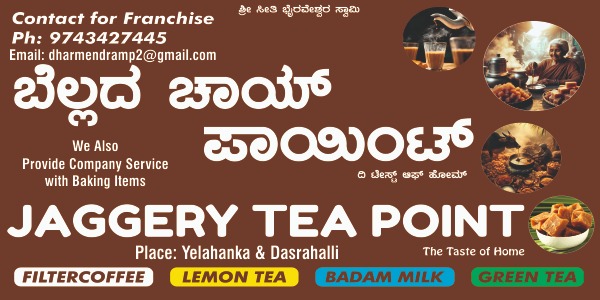 ಶ್ರೀ ಸೀತಿ ಭೈರವೇಶ್ವರ ಸ್ವಾಮಿ
Contact for Franchise
Ph: 9743427445
Email: dharmendramp2@gmail.com
ಬೆಲ್ಲದ ಚಾಯ್
ಪಾಯಿಂಟ್
ದಿ ಟೇಸ್ಟ್ ಆಫ್ ಹೋಮ್
We Also
Provide Company Service
with Baking Items
JAGGERY TEA POINT
Place: Yelahanka & Dasrahalli
The Taste of Home
FILTERCOFFEE LEMON TEA BADAM MILK GREEN TEA